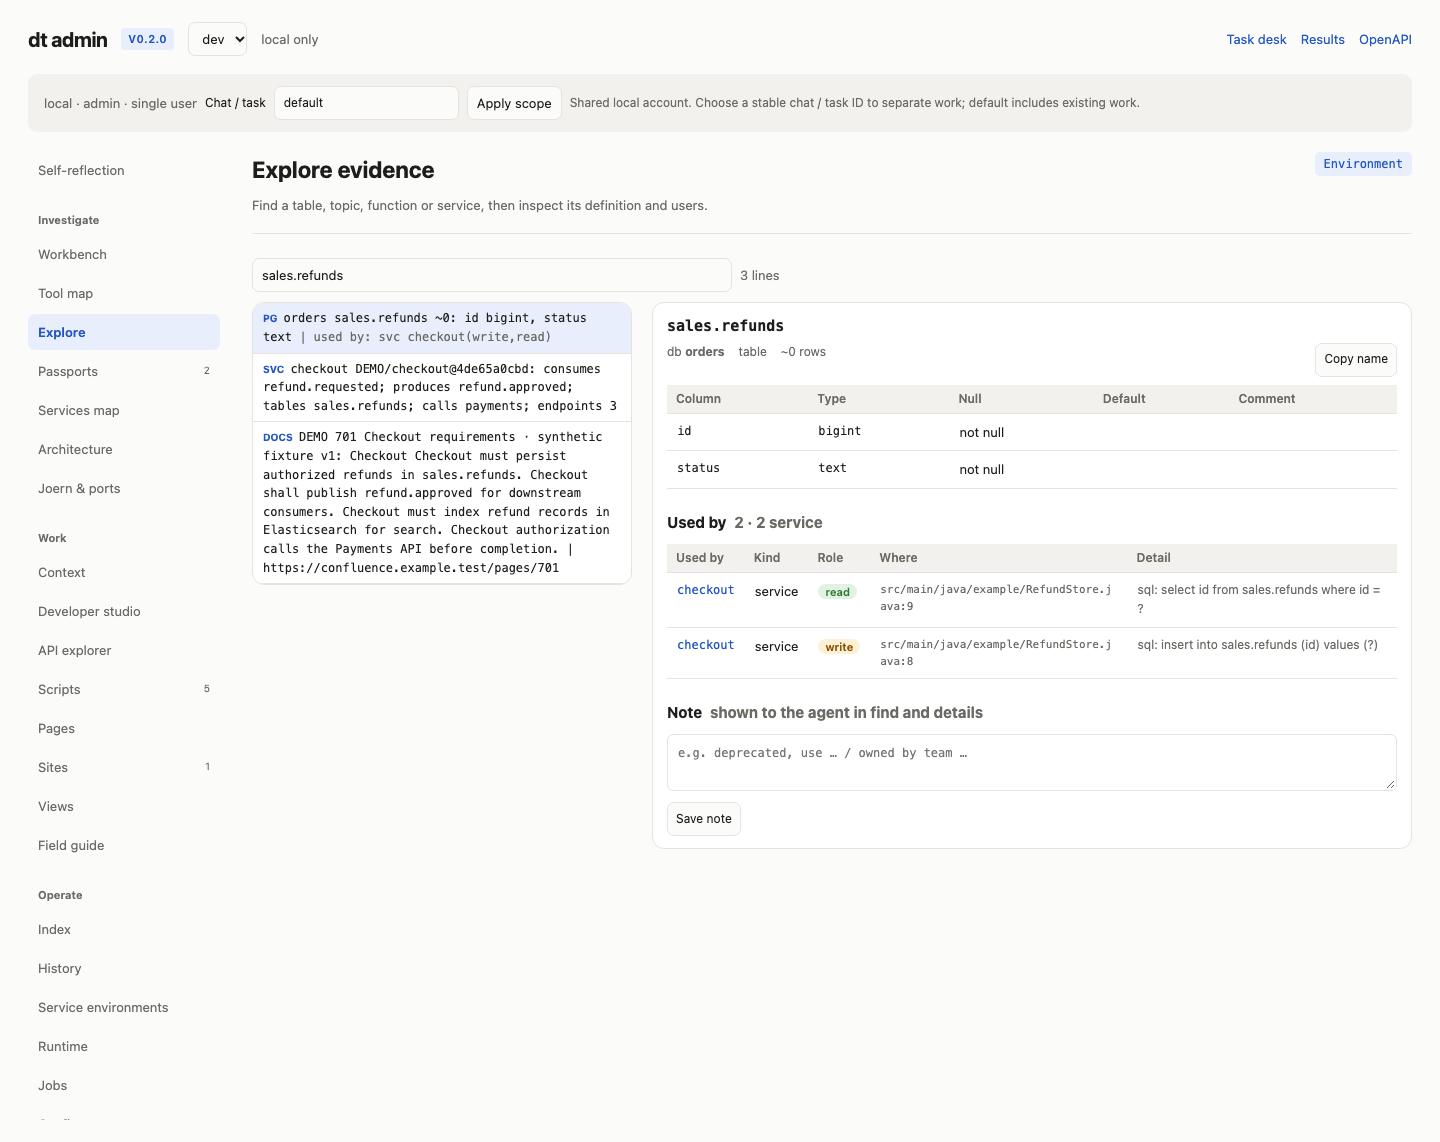 dt admin V0.2.0 dev local only Task desk Results OpenAPI
local · admin · single user Chat / task default Apply scope Shared local account. Choose a stable chat / task ID to separate work; default includes existing work.
Self-reflection
Investigate
Workbench
Tool map
Explore
Passports 2
Services map
Architecture
Joern & ports
Work
Context
Developer studio
API explorer
Scripts 5
Pages
Sites 1
Views
Field guide
Operate
Index
History
Service environments
Runtime
Jobs
Explore evidence
Environment
Find a table, topic, function or service, then inspect its definition and users.
sales.refunds 3 lines
PG orders sales.refunds ~0: id bigint, status
text | used by: svc checkout(write,read)
SVC checkout DEMO/checkout@4de65a0cbd: consumes
refund.requested; produces refund.approved;
tables sales.refunds; calls payments; endpoints 3
DOCS DEMO 701 Checkout requirements · synthetic
fixture v1: Checkout Checkout must persist
authorized refunds in sales.refunds. Checkout
shall publish refund.approved for downstream
consumers. Checkout must index refund records in
Elasticsearch for search. Checkout authorization
calls the Payments API before completion. |
https://confluence.example.test/pages/701
sales.refunds
db orders table ~0 rows
Copy name
Column Type Null Default Comment
id bigint not null
status text not null
Used by 2 · 2 service
Used by Kind Role Where Detail
checkout service read src/main/java/example/RefundStore.j sql: select id from sales.refunds where id =
ava:9 ?
checkout service write src/main/java/example/RefundStore.j sql: insert into sales.refunds (id) values (?)
ava:8
Note shown to the agent in find and details
e.g. deprecated, use … / owned by team …
Save note